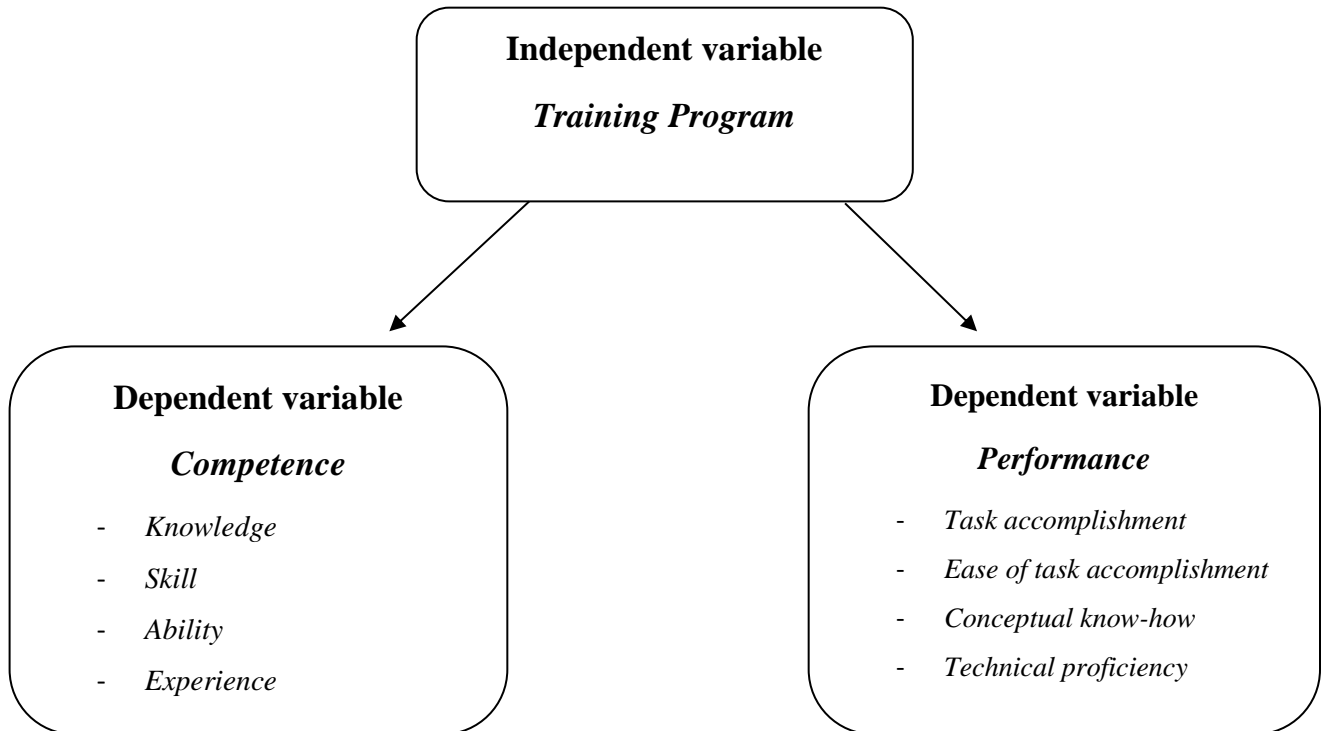 Independent variable
Training Program
Dependent variable
Competence
- Knowledge
- Skill
- Ability
- Experience
Dependent variable
Performance
- Task accomplishment
- Ease of task accomplishment
- Conceptual know-how
- Technical proficiency